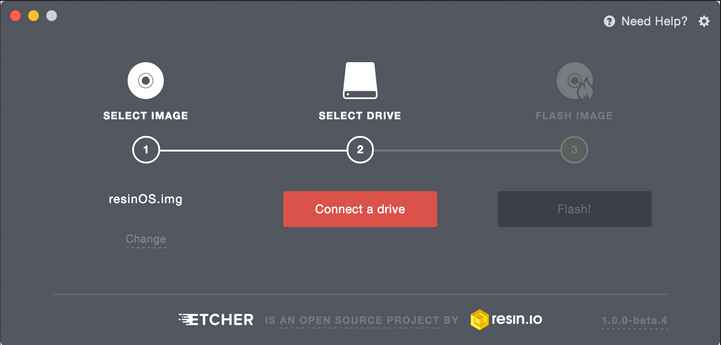 Need Help?
SELECT IMAGE
SELECT DRIVE
FLASH IMAGE
1
2
3
resinOS.img
Connect a drive
Flash!
Change
ETCHER IS AN OPEN SOURCE PROJECT BY resin.io
1.0.0-beta.4